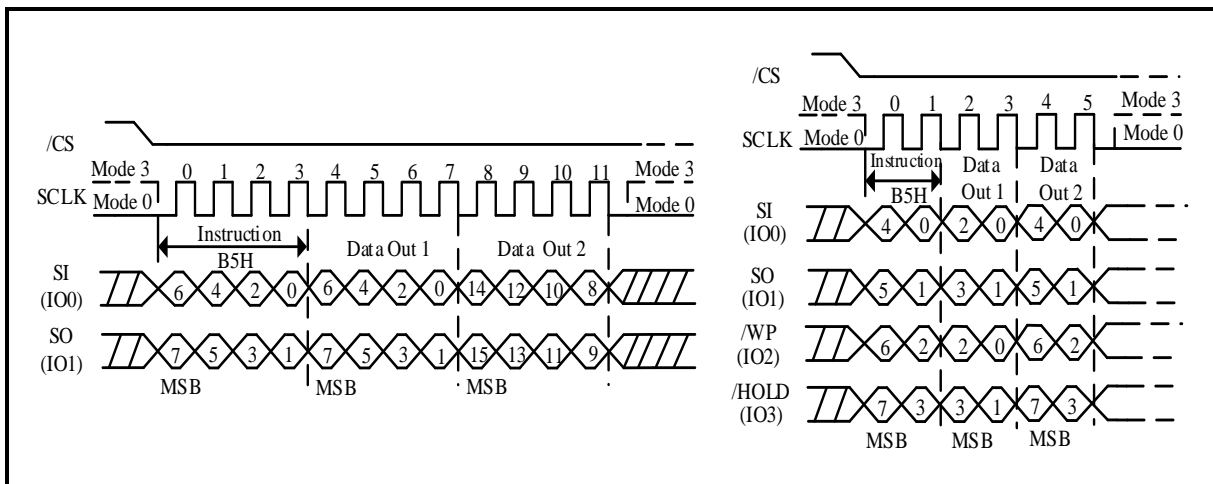 /CS
Mode 3 0 1 2 3 4 5 6 7 8 9 10 11 Mode 3
SCLK Mode 0 Mode 0
Instruction Data Out 1 Data Out 2
B5H
SI
(IO0) 6 4 2 0 6 4 2 0 14 12 10 8
SO
(IO1) 7 5 3 1 7 5 3 1 15 13 11 9
MSB MSB MSB
/CS
Mode 3 0 1 2 3 4 5 Mode 3
SCLK Mode 0 Mode 0
Instruction Data Data
B5H Out 1 Out 2
SI
(IO0) 4 0 2 0 4 0
SO
(IO1) 5 1 3 1 5 1
/WP
(IO2) 6 2 2 0 6 2
/HOLD
(IO3) 7 3 3 1 7 3
MSB MSB MSB